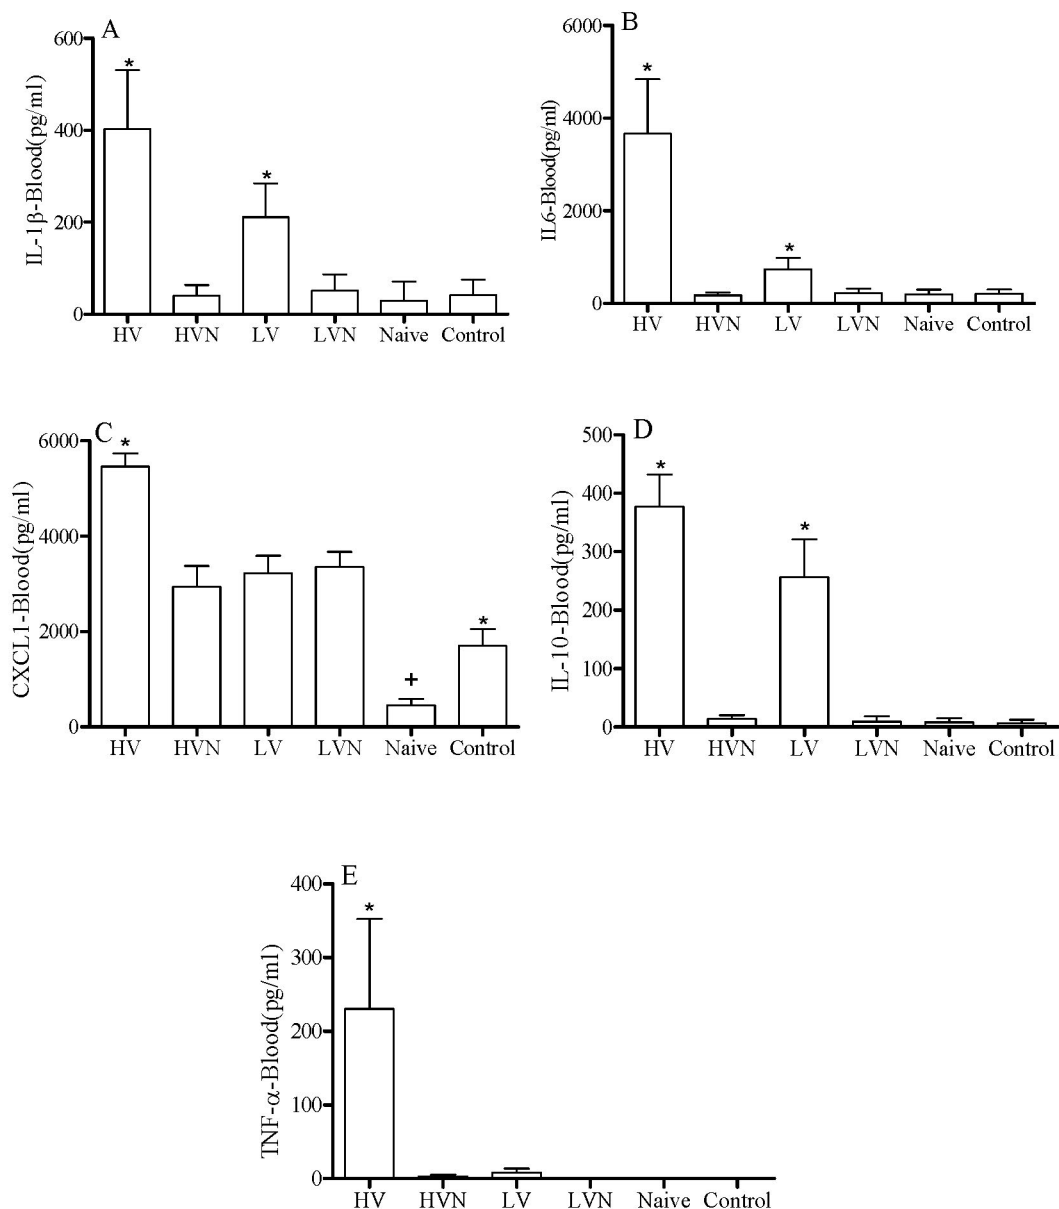 A
IL-1β-Blood(pg/ml)
600
400
200
0
*
*
HV HVN LV LVN Naive Control
B
IL6-Blood(pg/ml)
6000
4000
2000
0
*
*
HV HVN LV LVN Naive Control
C
CXCL1-Blood(pg/ml)
6000
4000
2000
0
*
+
*
HV HVN LV LVN Naive Control
D
IL-10-Blood(pg/ml)
500
400
300
200
100
0
*
*
HV HVN LV LVN Naive Control
E
TNF-α-Blood(pg/ml)
400
300
200
100
0
*
HV HVN LV LVN Naive Control